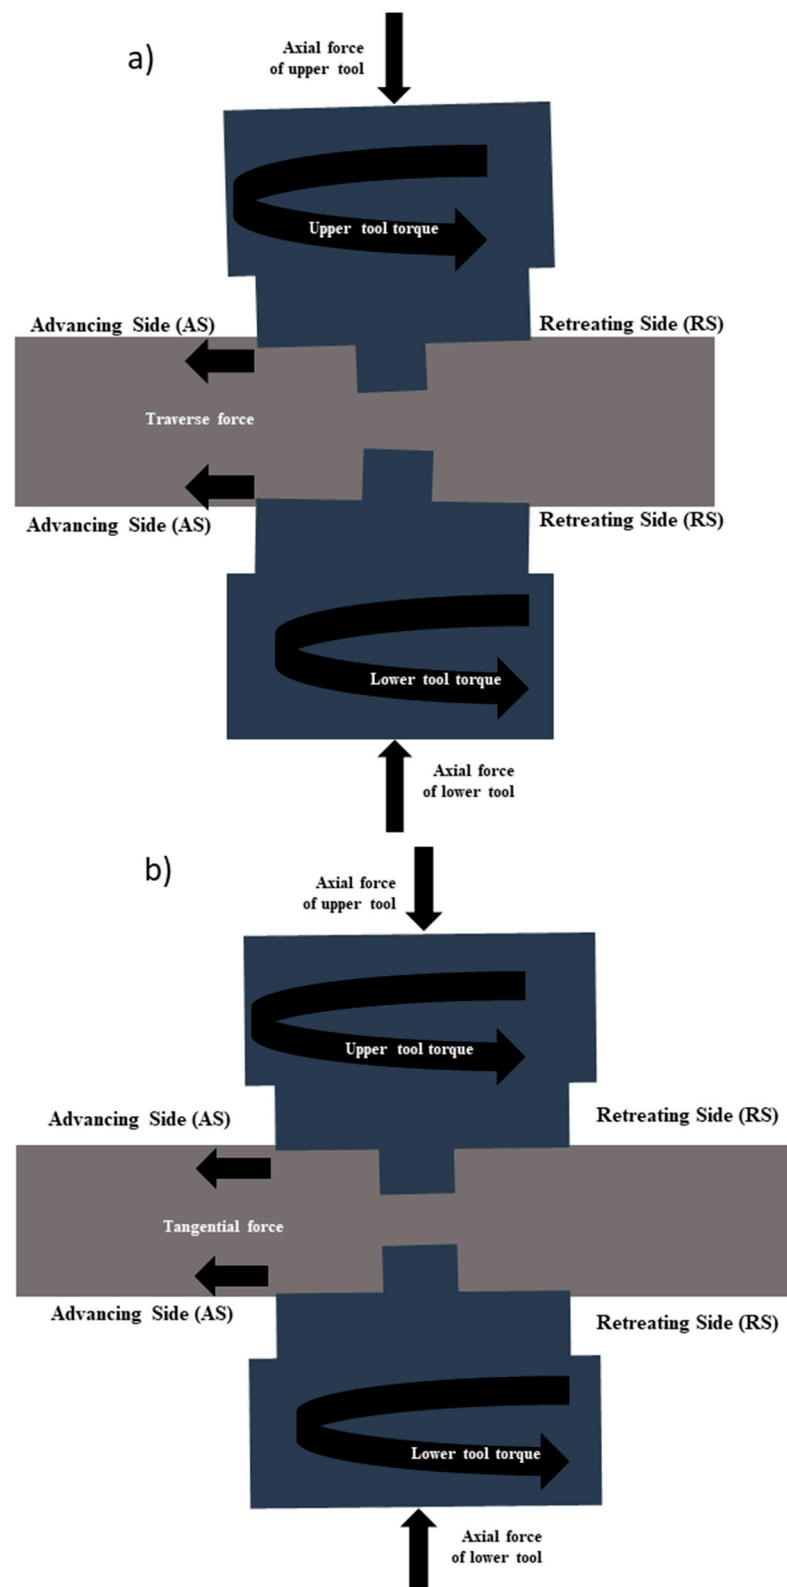 a)
Axial force
of upper tool
Upper tool torque
Advancing Side (AS)
Retreating Side (RS)
Traverse force
Advancing Side (AS)
Retreating Side (RS)
Lower tool torque
Axial force
of lower tool
b)
Axial force
of upper tool
Upper tool torque
Advancing Side (AS)
Retreating Side (RS)
Tangential force
Advancing Side (AS)
Retreating Side (RS)
Lower tool torque
Axial force
of lower tool